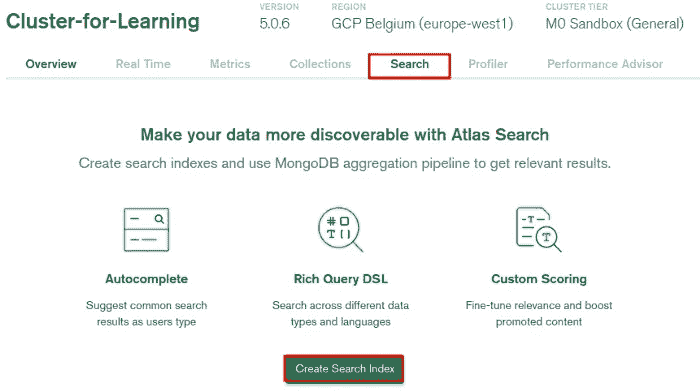 VERSION REGION CLUSTER TIER
Cluster-for-Learning 5.0.6 GCP Belgium (europe-west1) M0 Sandbox (General)
Overview Real Time Metrics Collections Search Profiler Performance Advisor
Make your data more discoverable with Atlas Search
Create search indexes and use MongoDB aggregation pipeline to get relevant results.
Autocomplete Rich Query DSL Custom Scoring
Suggest common search Search across different data Fine-tune relevance and boost
results as users type types and languages promoted content
Create Search Index